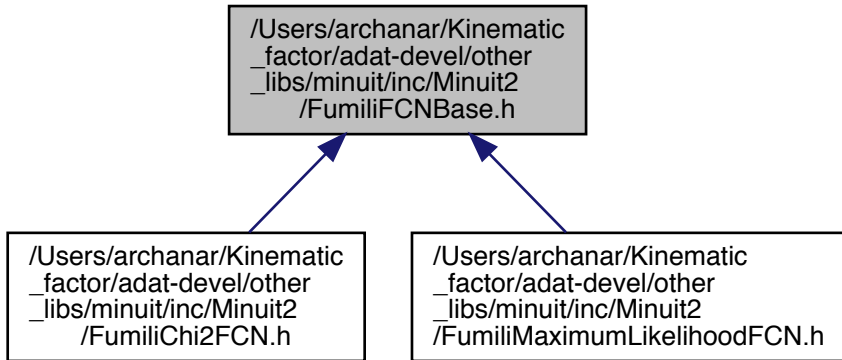 /Users/archanar/Kinematic
_factor/adat-devel/other
_libs/minuit/inc/Minuit2
/FumiliFCNBase.h
/Users/archanar/Kinematic
_factor/adat-devel/other
_libs/minuit/inc/Minuit2
/FumiliChi2FCN.h
/Users/archanar/Kinematic
_factor/adat-devel/other
_libs/minuit/inc/Minuit2
/FumiliMaximumLikelihoodFCN.h